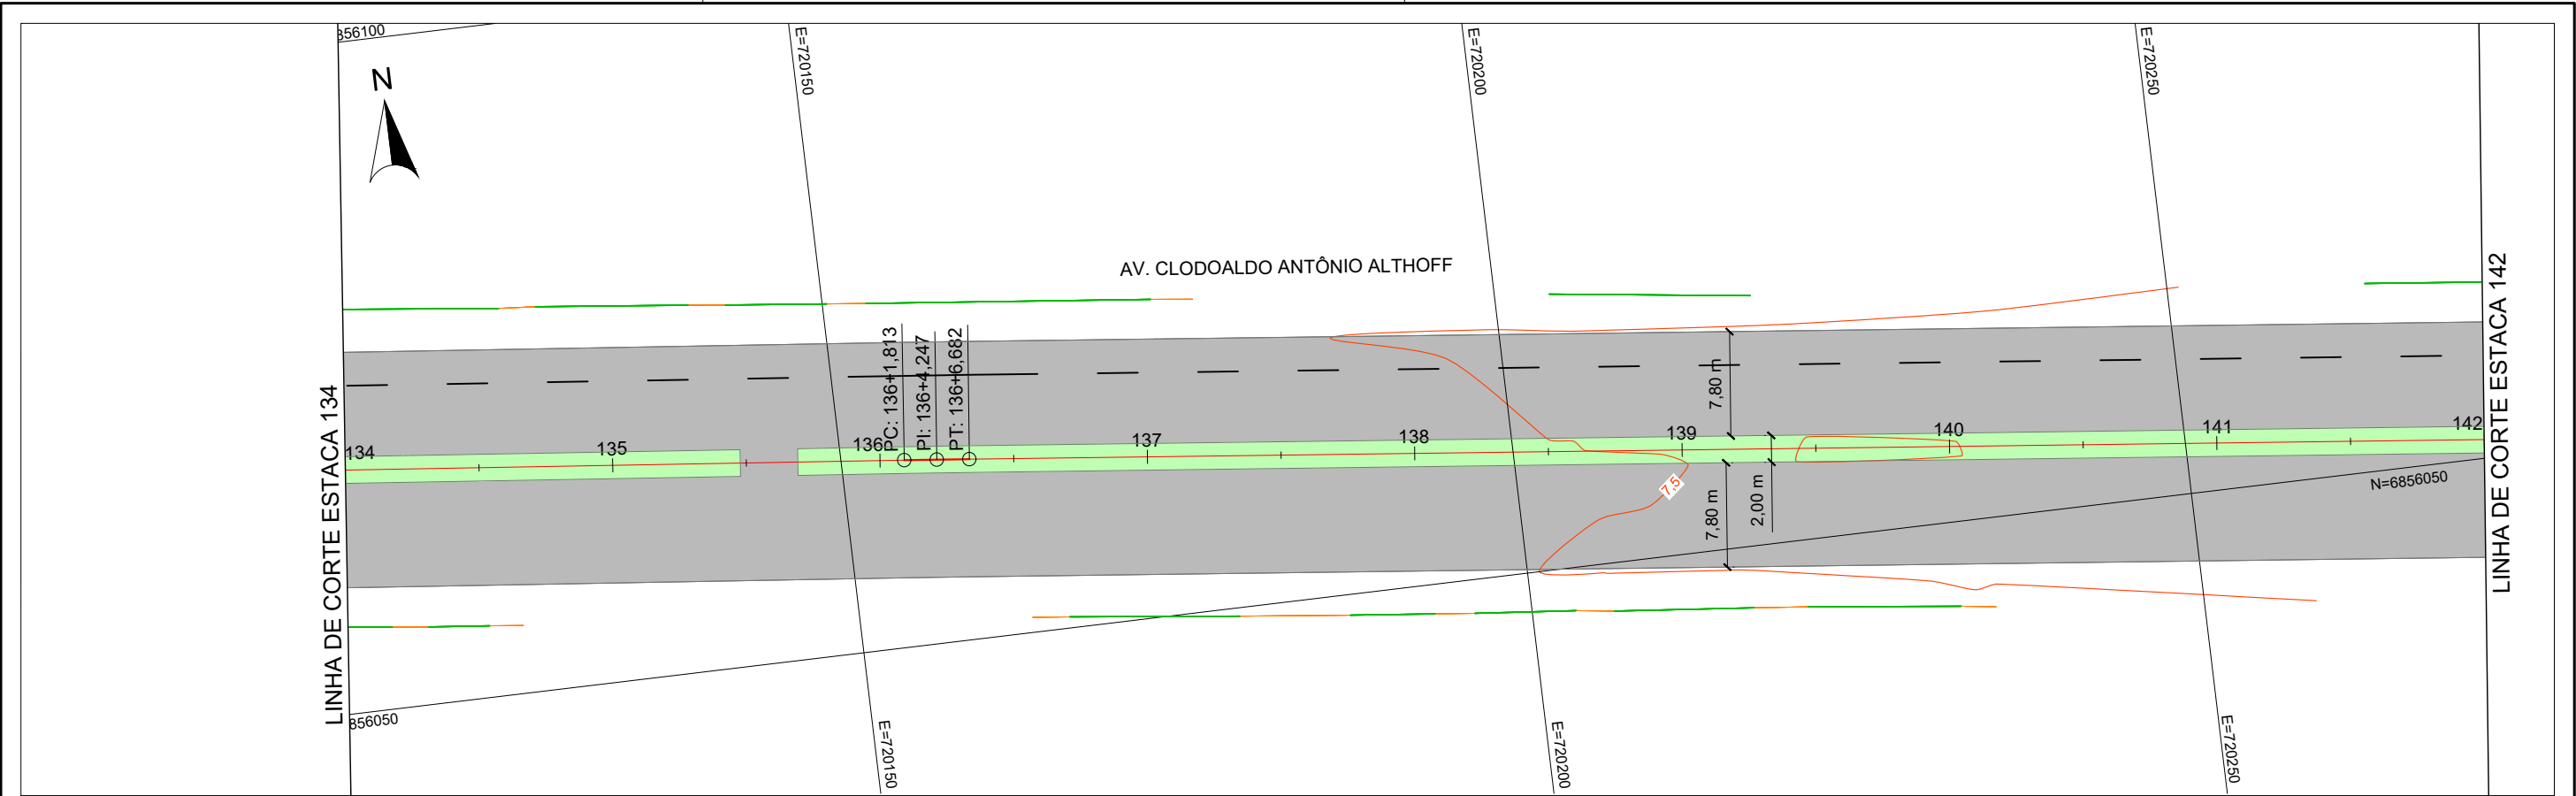 856100
N
E=720150
E=720200
E=720250
AV. CLODOALDO ANTÔNIO ALTHOFF
LINHA DE CORTE ESTACA 134
LINHA DE CORTE ESTACA 142
PC: 136+1,813
PI: 136+4,247
PT: 136+6,682
7,80 m
134
135
136
137
138
139
140
141
142
7,5
7,80 m
2,00 m
N=6856050
856050
E=720150
E=720200
E=720250